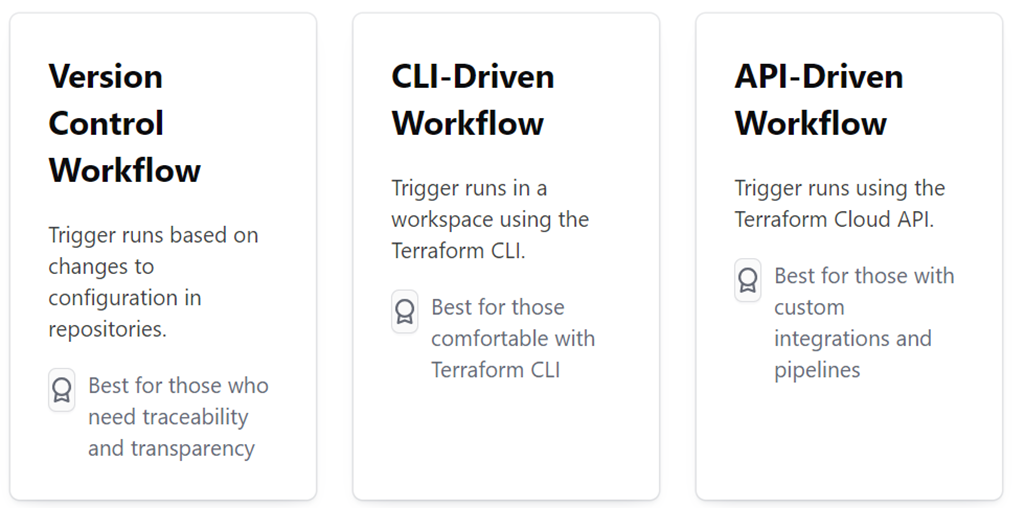 Version
Control
Workflow
Trigger runs based on
changes to
configuration in
repositories.
Best for those who
need traceability
and transparency
CLI-Driven
Workflow
Trigger runs in a
workspace using the
Terraform CLI.
Best for those
comfortable with
Terraform CLI
API-Driven
Workflow
Trigger runs using the
Terraform Cloud API.
Best for those with
custom
integrations and
pipelines